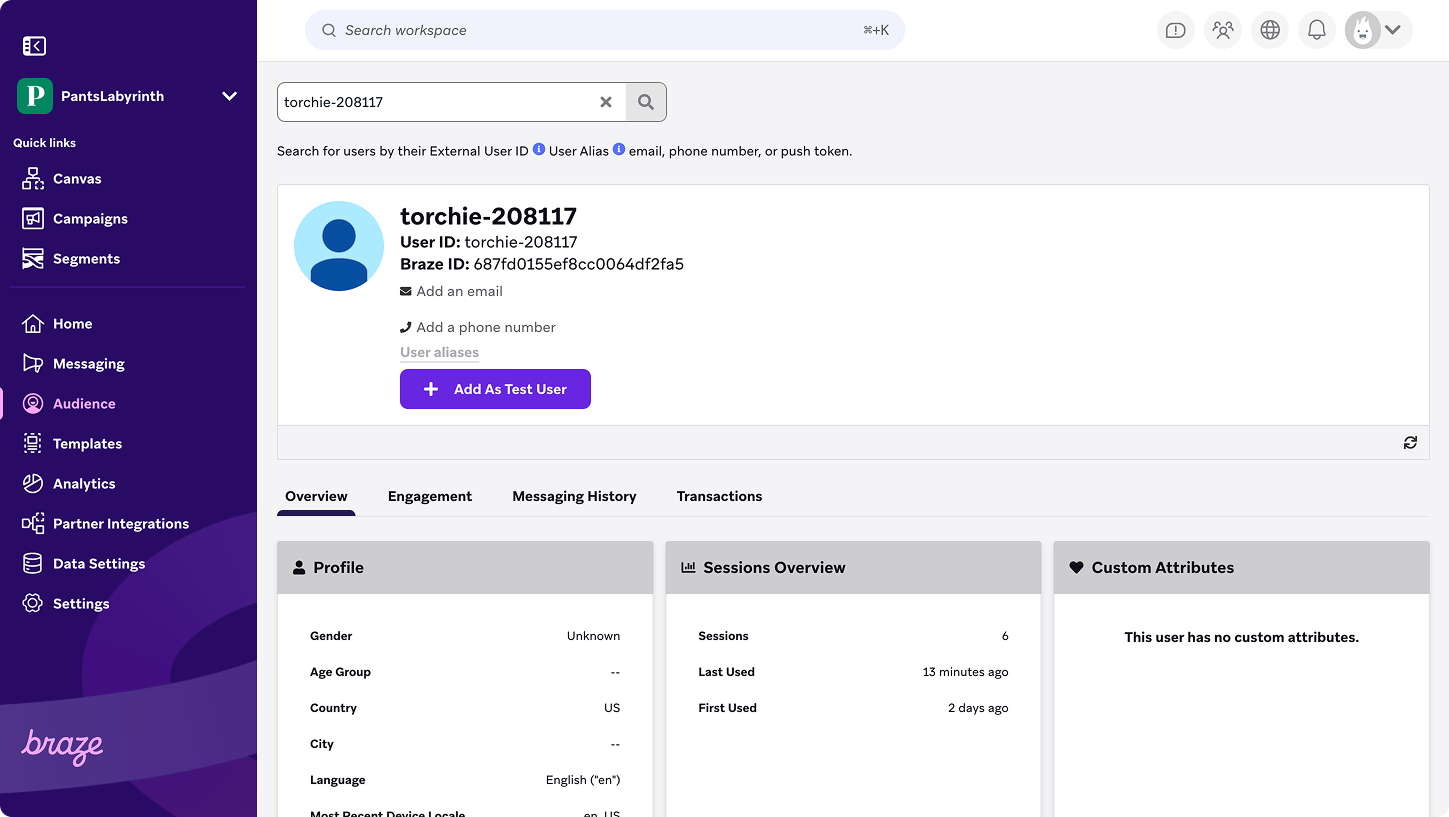 Search workspace
⌘+K
P
PantsLabyrinth
Quick links
Canvas
Campaigns
Segments
Home
Messaging
Audience
Templates
Analytics
Partner Integrations
Data Settings
Settings
braze
torchie-208117
Search for users by their External User ID i User Alias i email, phone number, or push token.
torchie-208117
User ID: torchie-208117
Braze ID: 687fd0155ef8cc0064df2fa5
Add an email
Add a phone number
User aliases
+ Add As Test User
Overview Engagement Messaging History Transactions
Profile
Gender Unknown
Age Group --
Country US
City --
Language English ("en")
Most Recent Device Locale en_US
Sessions Overview
Sessions 6
Last Used 13 minutes ago
First Used 2 days ago
Custom Attributes
This user has no custom attributes.